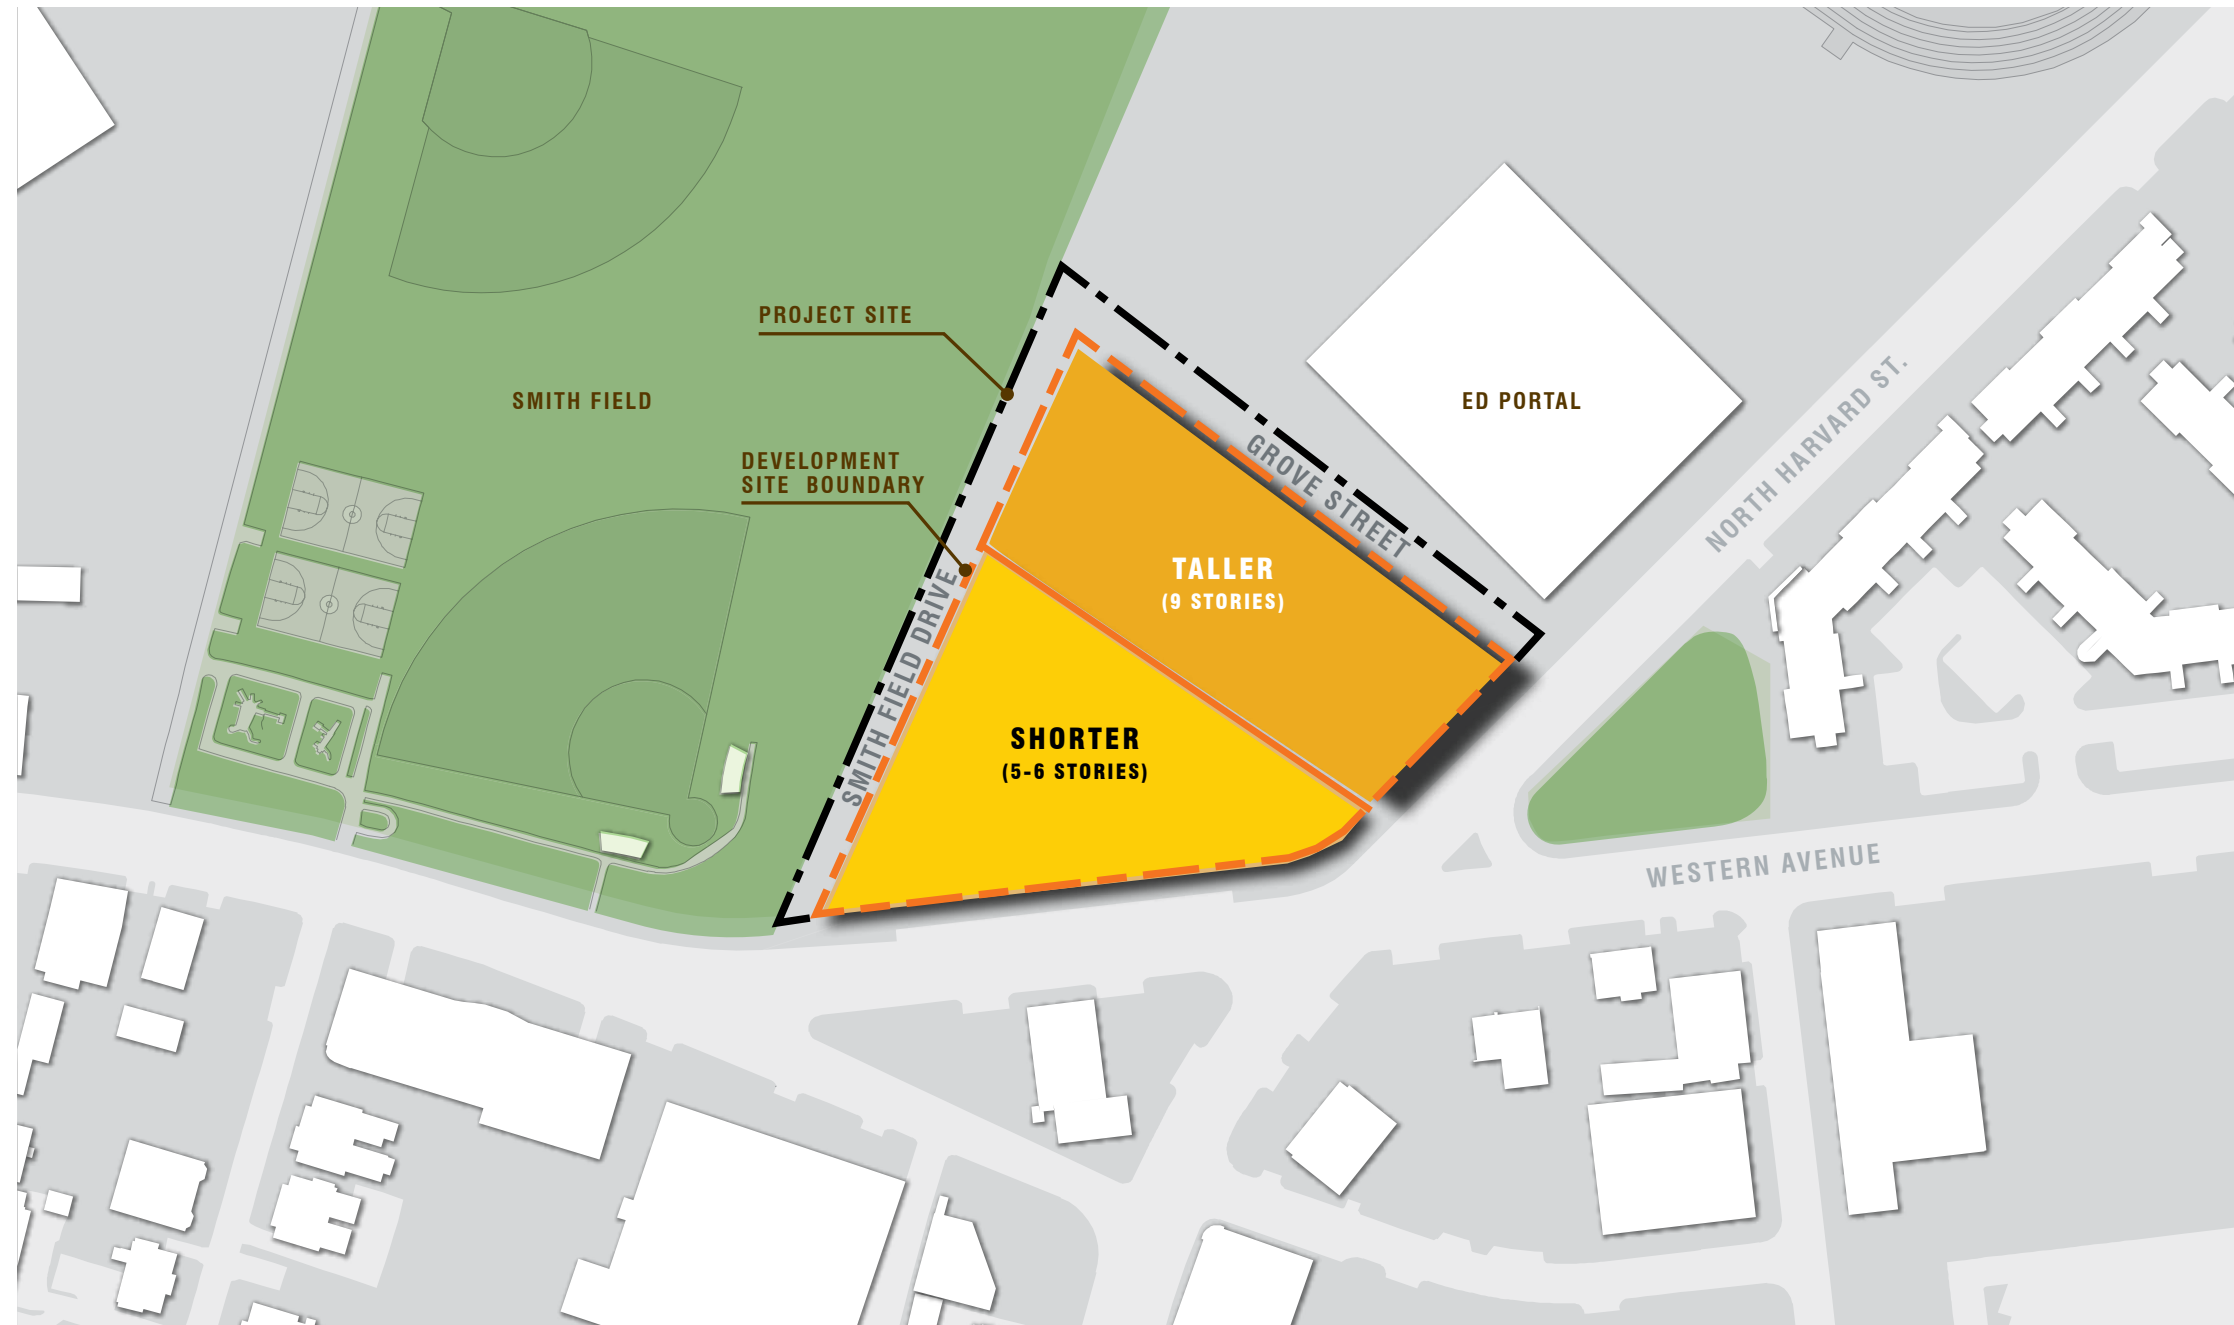 PROJECT SITE
SMITH FIELD
ED PORTAL
NORTH HARVARD ST.
DEVELOPMENT
SITE BOUNDARY
GROVE STREET
TALLER
(9 STORIES)
SMITH FIELD DRIVE
SHORTER
(5-6 STORIES)
WESTERN AVENUE